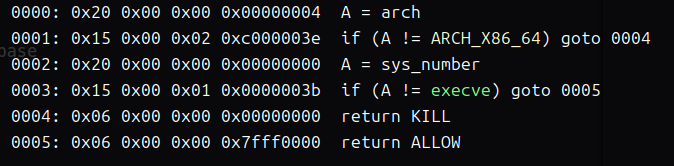 0000: 0x20 0x00 0x00 0x00000004 A = arch
0001: 0x15 0x00 0x02 0xc000003e if (A != ARCH_X86_64) goto 0004
0002: 0x20 0x00 0x00 0x00000000 A = sys_number
0003: 0x15 0x00 0x01 0x0000003b if (A != execve) goto 0005
0004: 0x06 0x00 0x00 0x00000000 return KILL
0005: 0x06 0x00 0x00 0x7fff0000 return ALLOW